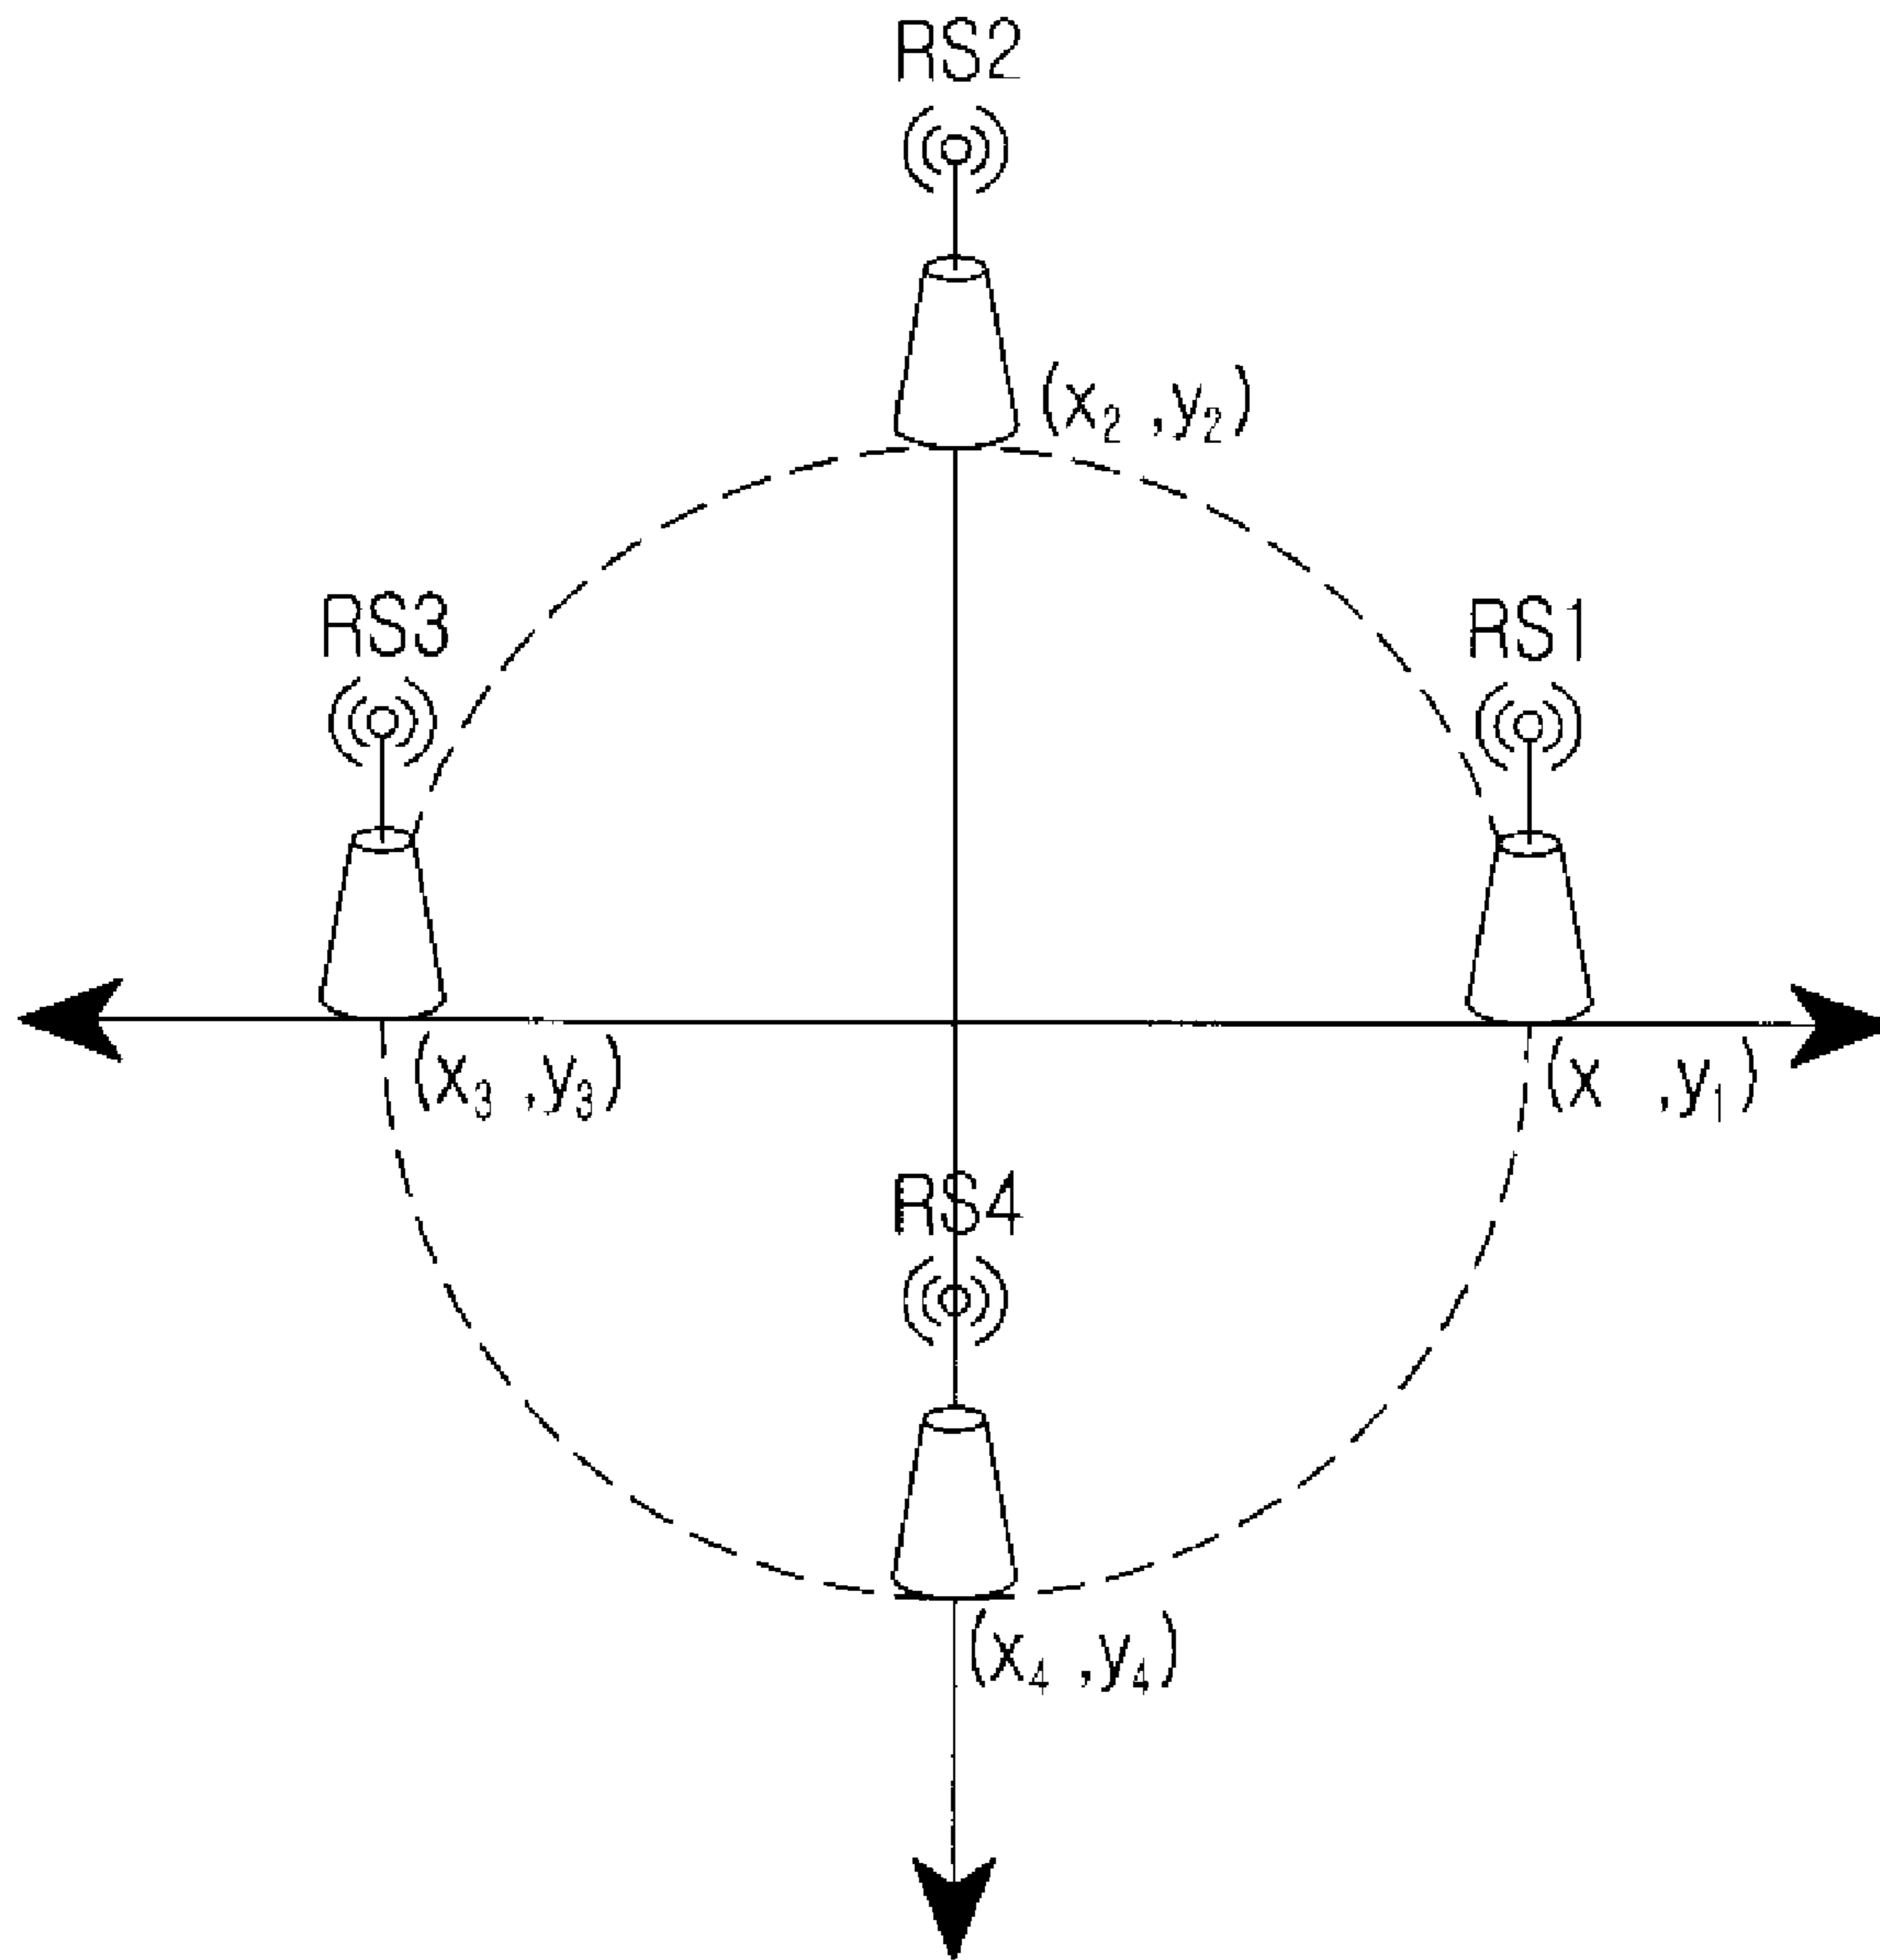 RS2
(x₂ ,y₂)
RS3
RS1
(x₃ ,y₃)
(x ,y₁)
RS4
(x₄ ,y₄)